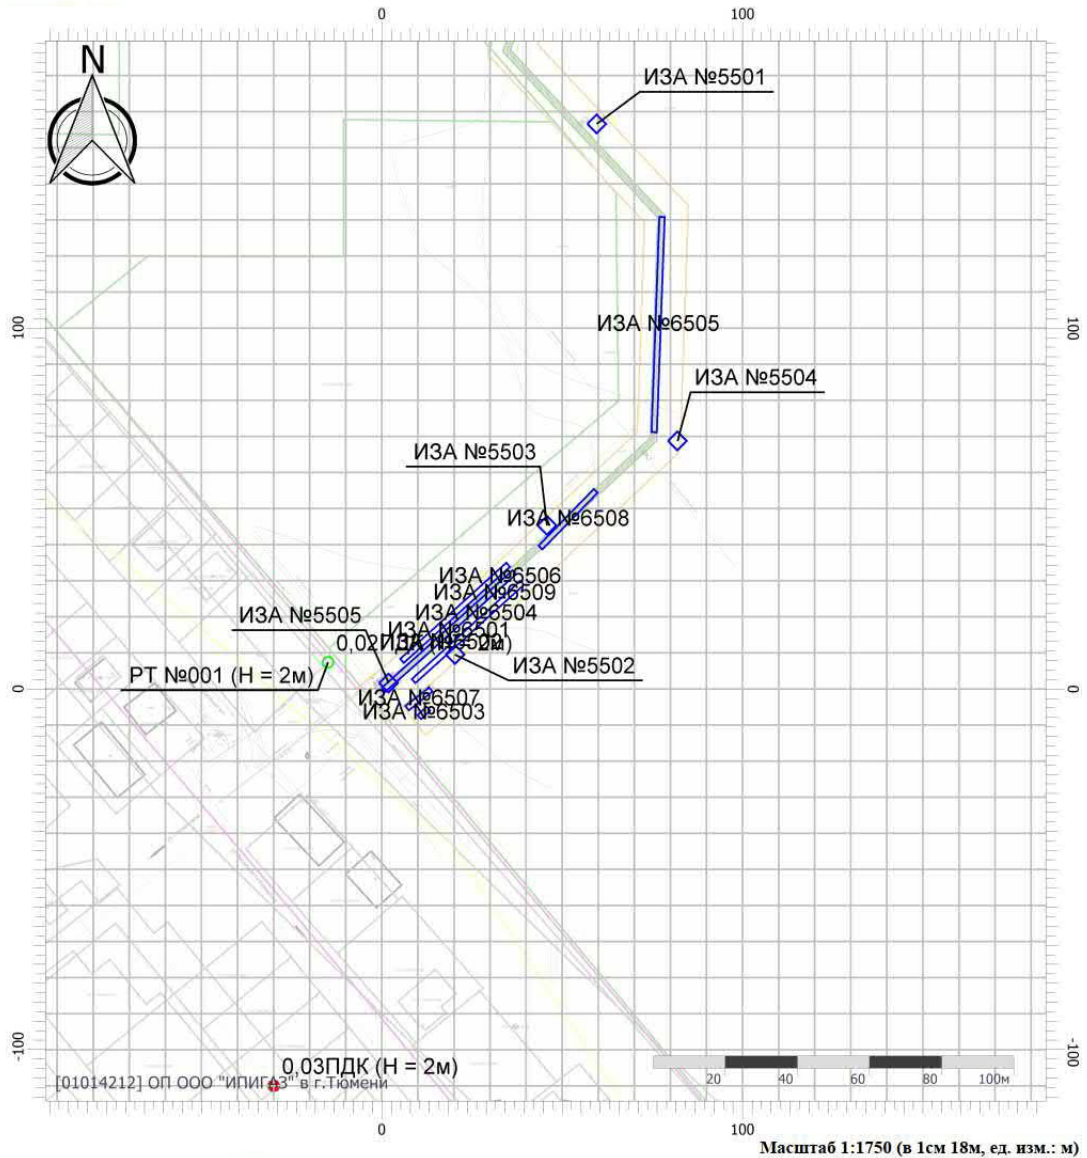 0 100
N
ИЗА №5501
ИЗА №6505
100 100
ИЗА №5504
ИЗА №5503
ИЗА №6508
ИЗА №6506
ИЗА №6509
ИЗА №5505
ИЗА №6504
ИЗА №6501
(H = 2м)
ИЗА №5502
РТ №001 (H = 2м)
0 0
ИЗА №6507
ИЗА №6503
-100 -100
0,03ПДК (H = 2м)
20 40 60 80 100м
[01014212] ОП ООО "ИПИГАЗ" в г.Тюмени
0 100
Масштаб 1:1750 (в 1см 18м, ед. изм.: м)